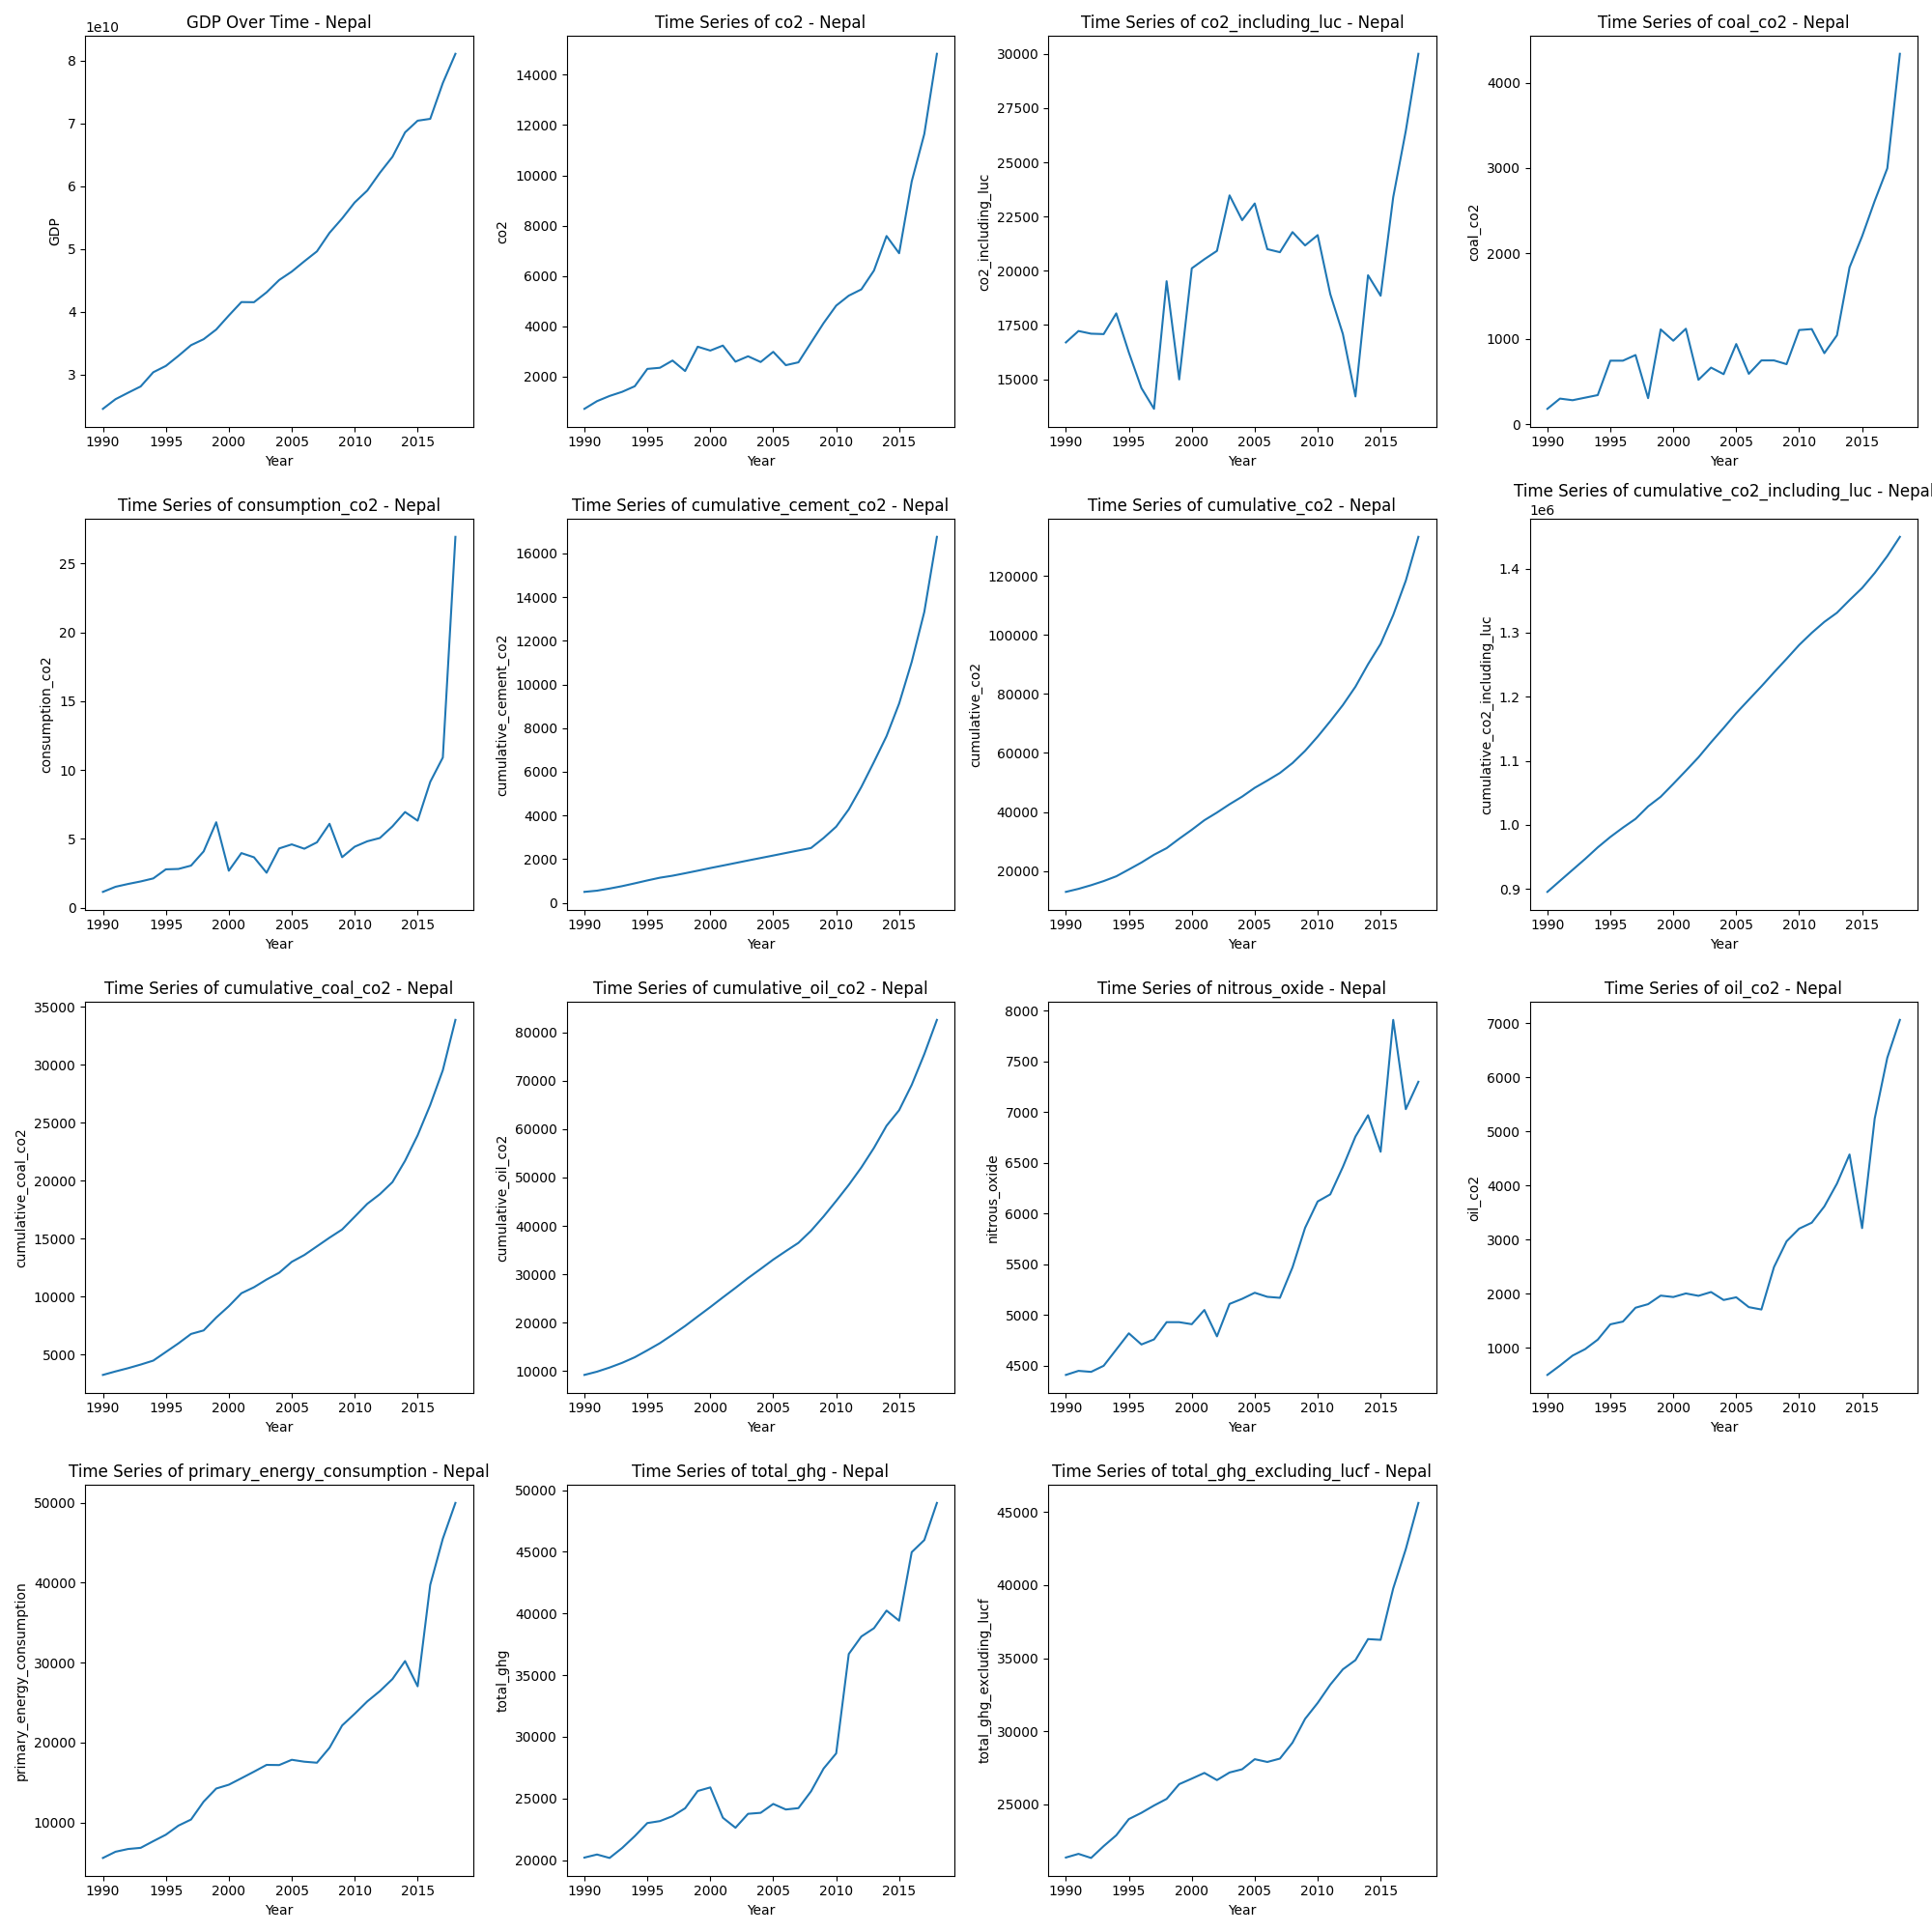 GDP Over Time - Nepal
1e10
8
7
6
5
4
3
GDP
1990 1995 2000 2005 2010 2015
Year
Time Series of co2 - Nepal
14000
12000
10000
8000
6000
4000
2000
co2
1990 1995 2000 2005 2010 2015
Year
Time Series of co2_including_luc - Nepal
30000
27500
25000
22500
20000
17500
15000
co2_including_luc
1990 1995 2000 2005 2010 2015
Year
Time Series of coal_co2 - Nepal
4000
3000
2000
1000
0
coal_co2
1990 1995 2000 2005 2010 2015
Year
Time Series of consumption_co2 - Nepal
25
20
15
10
5
0
consumption_co2
1990 1995 2000 2005 2010 2015
Year
Time Series of cumulative_cement_co2 - Nepal
16000
14000
12000
10000
8000
6000
4000
2000
0
cumulative_cement_co2
1990 1995 2000 2005 2010 2015
Year
Time Series of cumulative_co2 - Nepal
120000
100000
80000
60000
40000
20000
cumulative_co2
1990 1995 2000 2005 2010 2015
Year
Time Series of cumulative_co2_including_luc - Nepal
1e6
1.4
1.3
1.2
1.1
1.0
0.9
cumulative_co2_including_luc
1990 1995 2000 2005 2010 2015
Year
Time Series of cumulative_coal_co2 - Nepal
35000
30000
25000
20000
15000
10000
5000
cumulative_coal_co2
1990 1995 2000 2005 2010 2015
Year
Time Series of cumulative_oil_co2 - Nepal
80000
70000
60000
50000
40000
30000
20000
10000
cumulative_oil_co2
1990 1995 2000 2005 2010 2015
Year
Time Series of nitrous_oxide - Nepal
8000
7500
7000
6500
6000
5500
5000
4500
nitrous_oxide
1990 1995 2000 2005 2010 2015
Year
Time Series of oil_co2 - Nepal
7000
6000
5000
4000
3000
2000
1000
oil_co2
1990 1995 2000 2005 2010 2015
Year
Time Series of primary_energy_consumption - Nepal
50000
40000
30000
20000
10000
primary_energy_consumption
1990 1995 2000 2005 2010 2015
Year
Time Series of total_ghg - Nepal
50000
45000
40000
35000
30000
25000
20000
total_ghg
1990 1995 2000 2005 2010 2015
Year
Time Series of total_ghg_excluding_lucf - Nepal
45000
40000
35000
30000
25000
total_ghg_excluding_lucf
1990 1995 2000 2005 2010 2015
Year